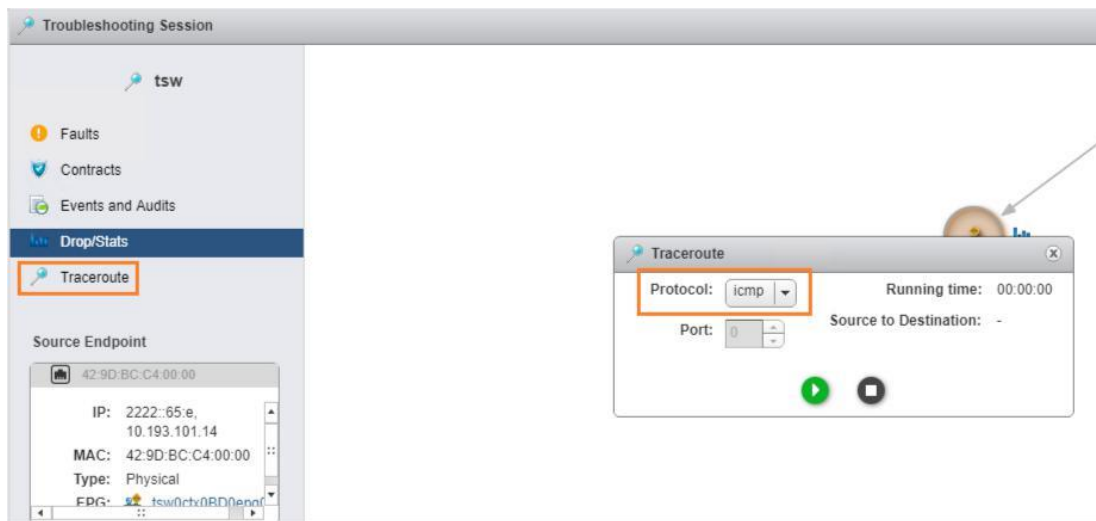 Troubleshooting Session
tsw
Faults
Contracts
Events and Audits
Drop/Stats
Traceroute
Source Endpoint
42:9D:BC:C4:00:00
IP: 2222::65:e,
10.193.101.14
MAC: 42:9D:BC:C4:00:00
Type: Physical
EPG:
Traceroute
Protocol: icmp
Running time: 00:00:00
Port: 0
Source to Destination: -